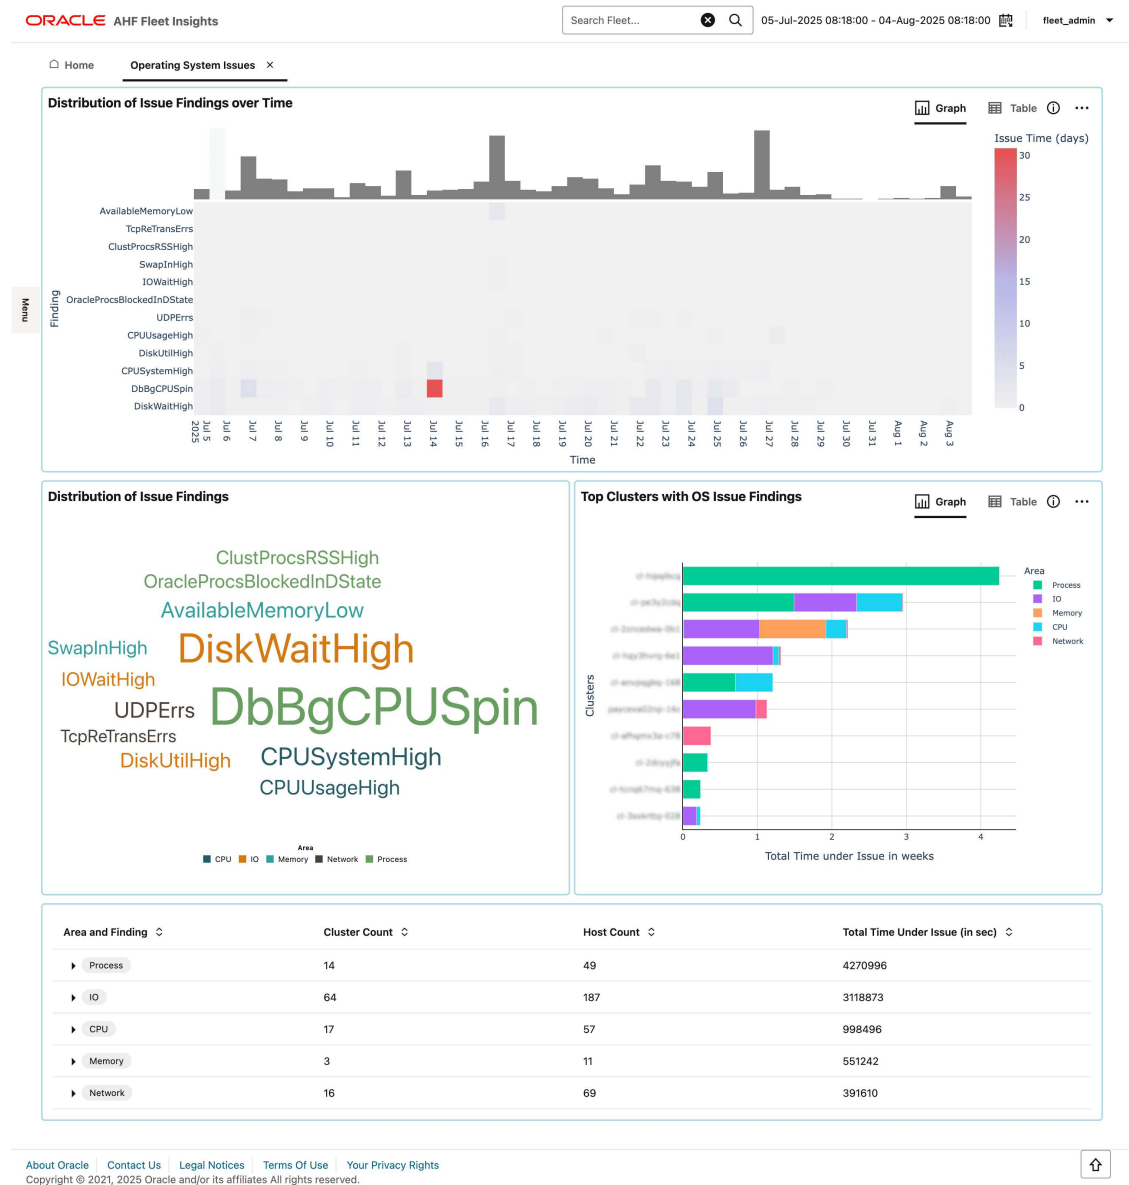 ORACLE AHF Fleet Insights
Search Fleet...
05-Jul-2025 08:18:00 - 04-Aug-2025 08:18:00
fleet_admin
Home
Operating System Issues ×
Menu
Distribution of Issue Findings over Time
Graph
Table
Issue Time (days)
30
25
20
15
10
5
0
Finding
AvailableMemoryLow
TcpReTransErrs
ClustProcsRSSHigh
SwapInHigh
IOWaitHigh
OracleProcsBlockedInDState
UDPErrs
CPUUsageHigh
DiskUtilHigh
CPUSystemHigh
DbBgCPUSpin
DiskWaitHigh
2025
Jul 5
Jul 6
Jul 7
Jul 8
Jul 9
Jul 10
Jul 11
Jul 12
Jul 13
Jul 14
Jul 15
Jul 16
Jul 17
Jul 18
Jul 19
Jul 20
Jul 21
Jul 22
Jul 23
Jul 24
Jul 25
Jul 26
Jul 27
Jul 28
Jul 29
Jul 30
Jul 31
Aug 1
Aug 2
Aug 3
Time
Distribution of Issue Findings
ClustProcsRSSHigh
OracleProcsBlockedInDState
AvailableMemoryLow
SwapInHigh
DiskWaitHigh
IOWaitHigh
UDPErrs
DbBgCPUSpin
TcpReTransErrs
DiskUtilHigh
CPUSystemHigh
CPUUsageHigh
Area
CPU IO Memory Network Process
Top Clusters with OS Issue Findings
Graph
Table
Clusters
0 1 2 3 4
Total Time under Issue in weeks
Area
Process
IO
Memory
CPU
Network
Area and Finding Cluster Count Host Count Total Time Under Issue (in sec)
Process 14 49 4270996
IO 64 187 3118873
CPU 17 57 998496
Memory 3 11 551242
Network 16 69 391610
About Oracle Contact Us Legal Notices Terms Of Use Your Privacy Rights
Copyright © 2021, 2025 Oracle and/or its affiliates All rights reserved.